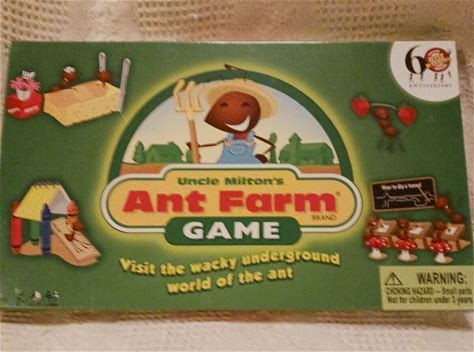 60
ANNIVERSARY
Uncle Milton's
Ant Farm®
BRAND
GAME
Visit the wacky underground
world of the ant
WARNING:
CHOKING HAZARD — Small parts
Not for children under 3 years